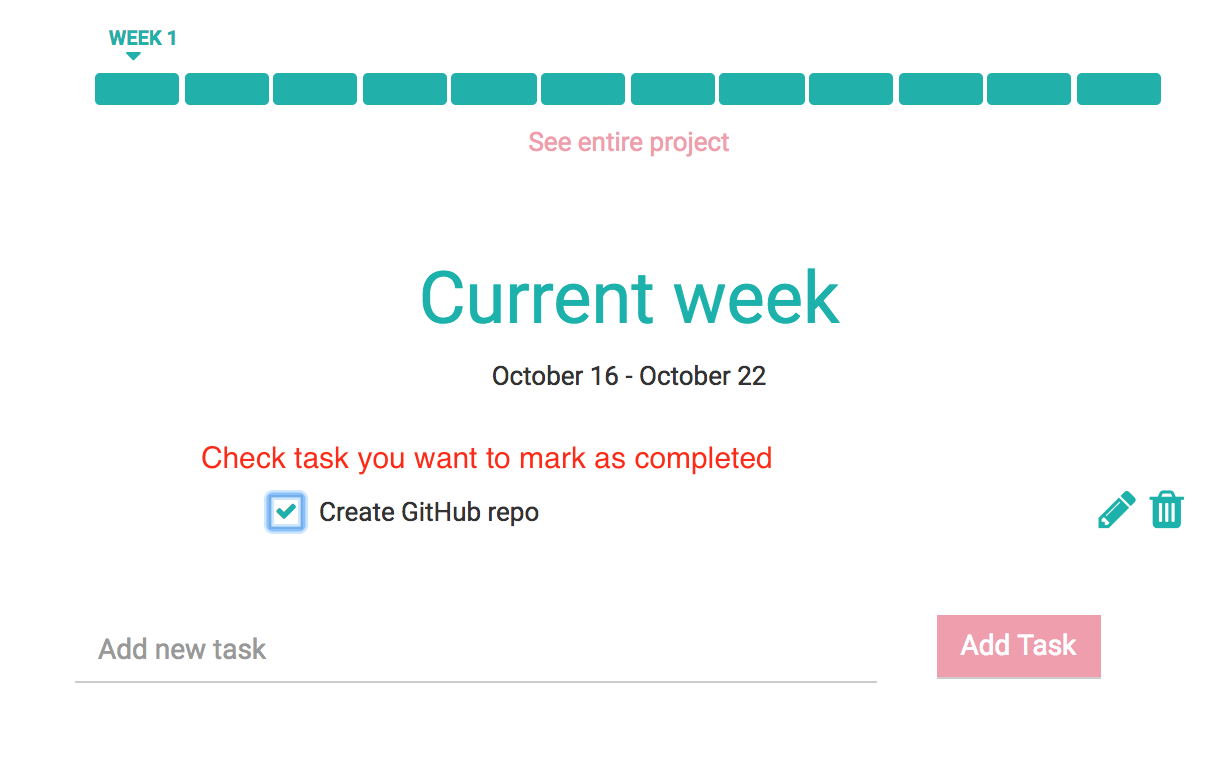 WEEK 1
See entire project
Current week
October 16 - October 22
Check task you want to mark as completed
Create GitHub repo
Add new task
Add Task